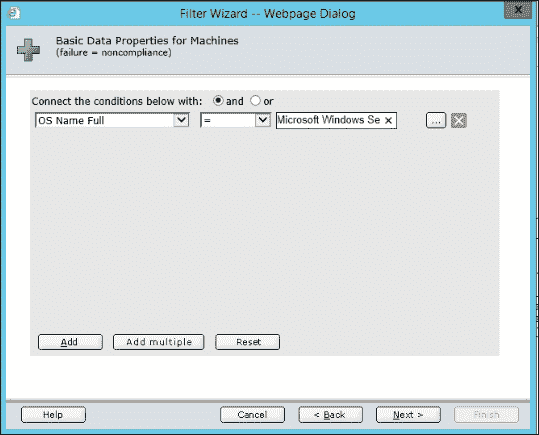 Filter Wizard -- Webpage Dialog
Basic Data Properties for Machines
(failure = noncompliance)
Connect the conditions below with: and or
OS Name Full = Microsoft Windows Se ...
Add Add multiple Reset
Help Cancel < Back Next > Finish